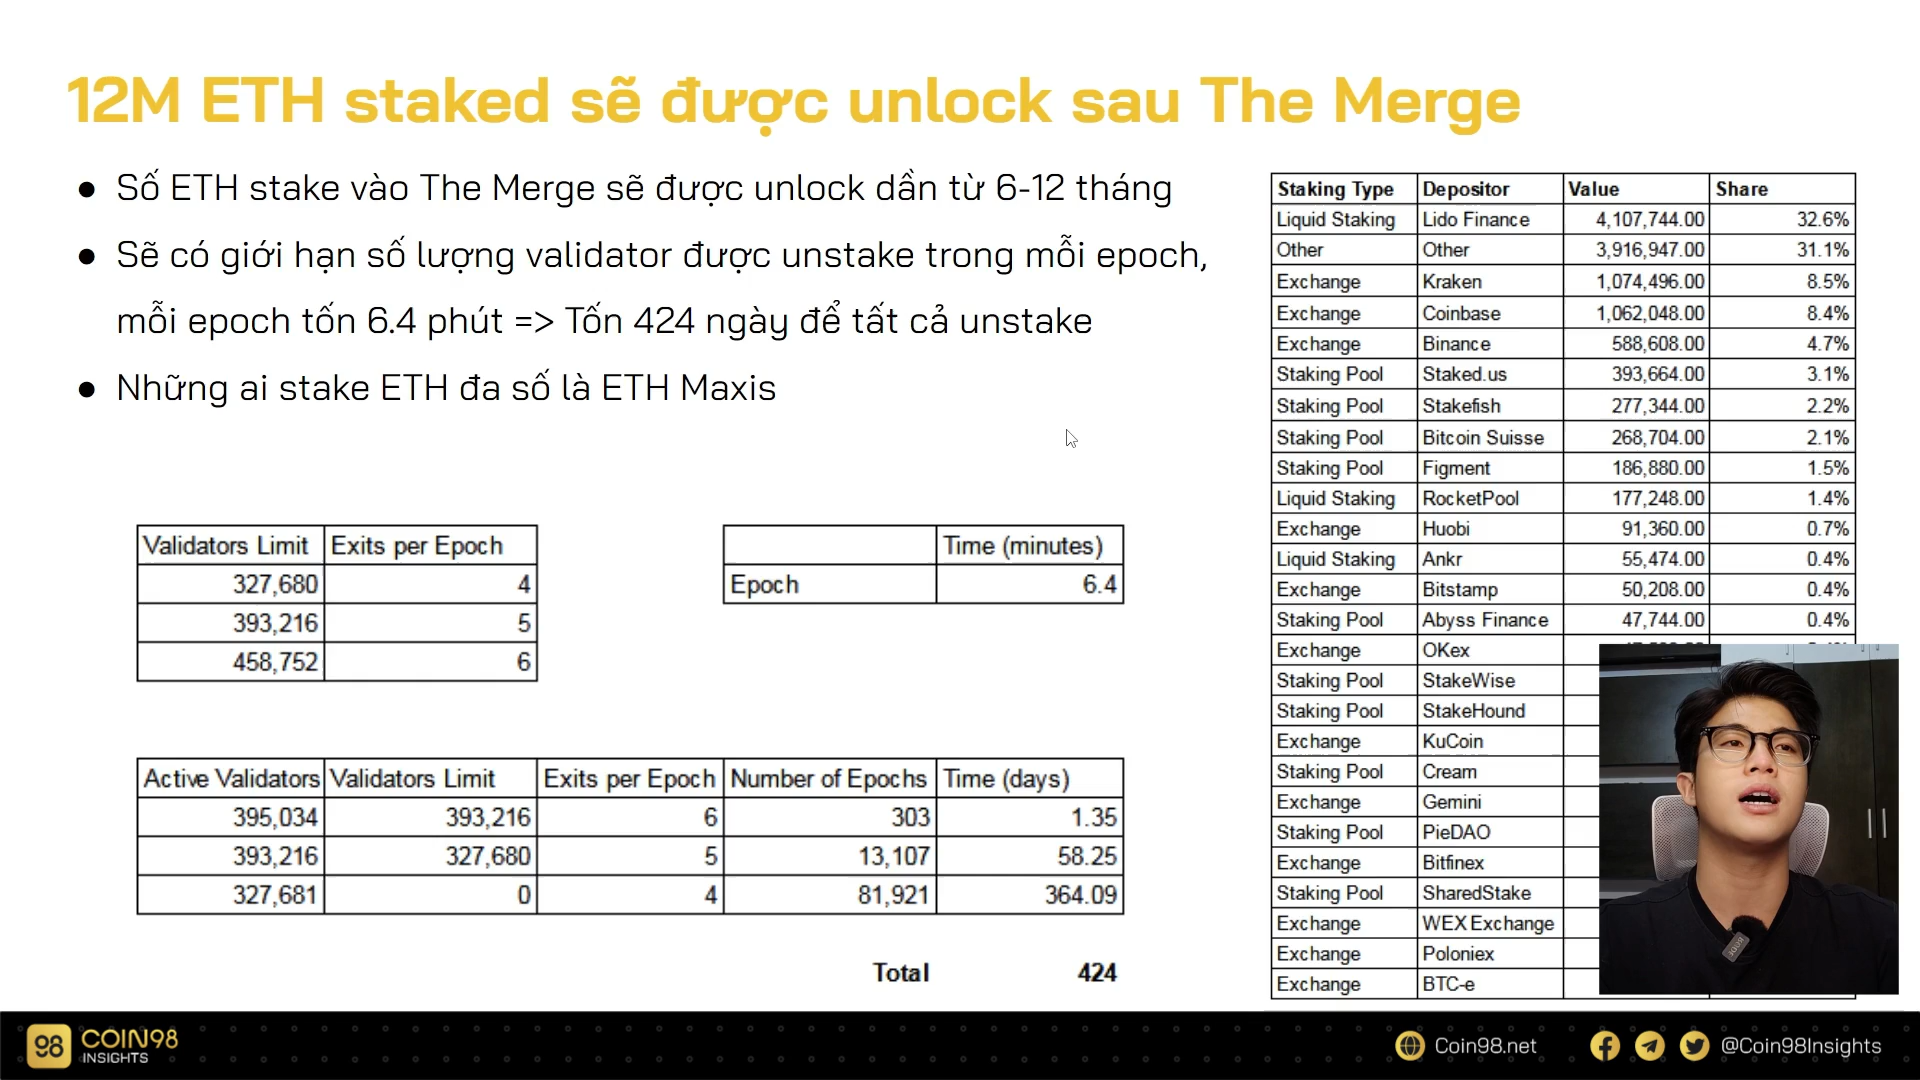 12M ETH staked sẽ được unlock sau The Merge
● Số ETH stake vào The Merge sẽ được unlock dần từ 6-12 tháng
● Sẽ có giới hạn số lượng validator được unstake trong mỗi epoch,
mỗi epoch tốn 6.4 phút => Tốn 424 ngày để tất cả unstake
● Những ai stake ETH đa số là ETH Maxis
Validators Limit Exits per Epoch
327,680 4
393,216 5
458,752 6
Time (minutes)
Epoch 6.4
Active Validators Validators Limit Exits per Epoch Number of Epochs Time (days)
395,034 393,216 6 303 1.35
393,216 327,680 5 13,107 58.25
327,681 0 4 81,921 364.09
Total 424
Staking Type Depositor Value Share
Liquid Staking Lido Finance 4,107,744.00 32.6%
Other Other 3,916,947.00 31.1%
Exchange Kraken 1,074,496.00 8.5%
Exchange Coinbase 1,062,048.00 8.4%
Exchange Binance 588,608.00 4.7%
Staking Pool Staked.us 393,664.00 3.1%
Staking Pool Stakefish 277,344.00 2.2%
Staking Pool Bitcoin Suisse 268,704.00 2.1%
Staking Pool Figment 186,880.00 1.5%
Liquid Staking RocketPool 177,248.00 1.4%
Exchange Huobi 91,360.00 0.7%
Liquid Staking Ankr 55,474.00 0.4%
Exchange Bitstamp 50,208.00 0.4%
Staking Pool Abyss Finance 47,744.00 0.4%
Exchange OKex
Staking Pool StakeWise
Staking Pool StakeHound
Exchange KuCoin
Staking Pool Cream
Exchange Gemini
Staking Pool PieDAO
Exchange Bitfinex
Staking Pool SharedStake
Exchange WEX Exchange
Exchange Poloniex
Exchange BTC-e
98 COIN98
INSIGHTS
Coin98.net @Coin98Insights